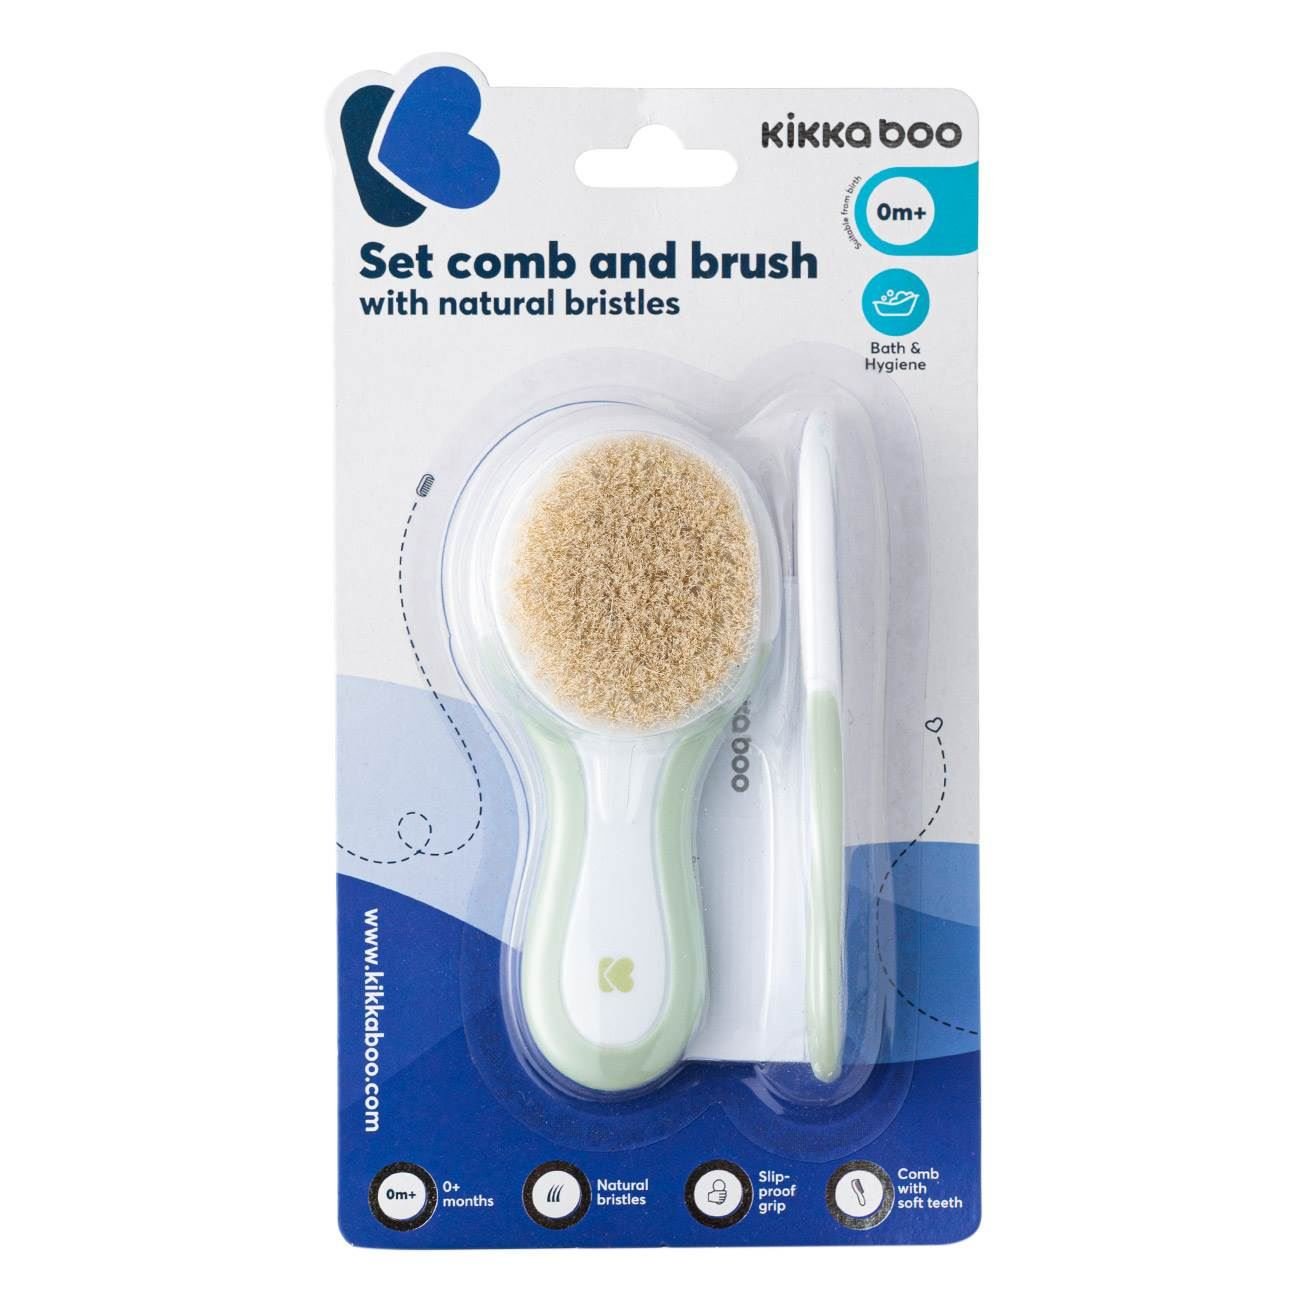 kikka boo
Suitable from birth
0m+
Set comb and brush
with natural bristles
Bath &
Hygiene
boo
www.kikkaboo.com
0m+
0+
months
Natural
bristles
Slip-
proof
grip
Comb
with
soft teeth